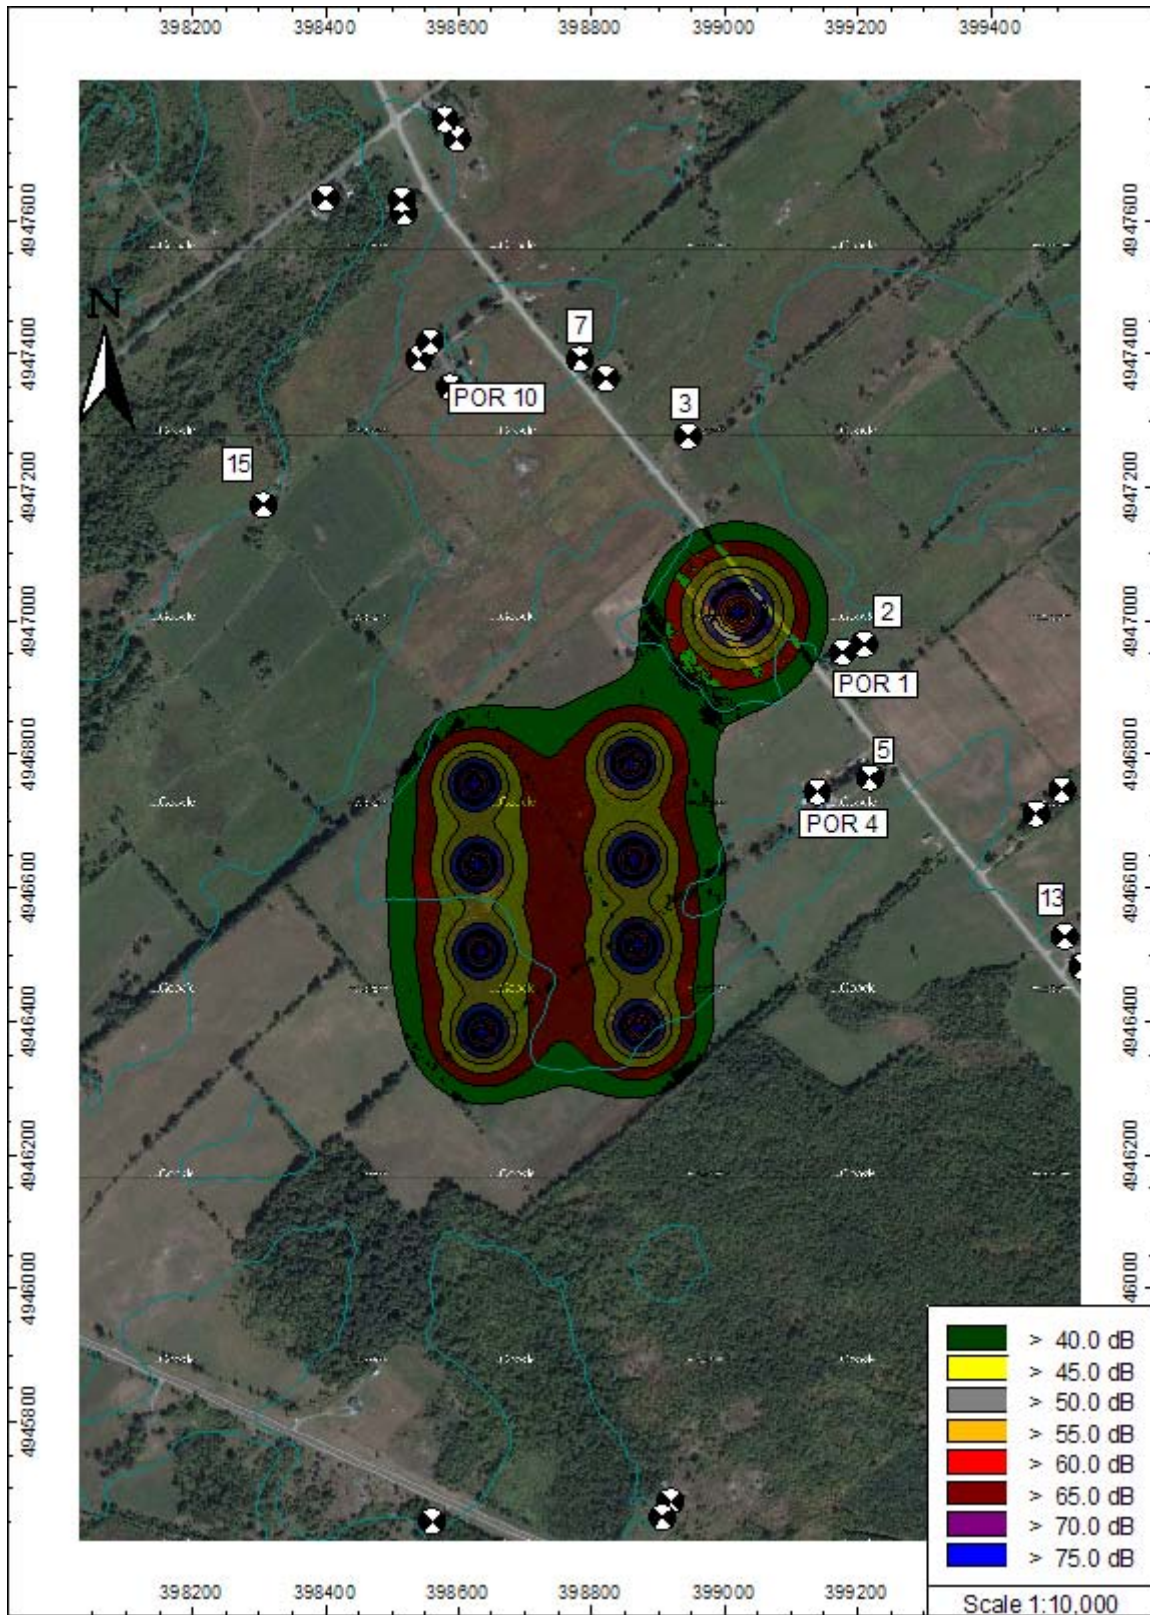 398200 398400 398600 398800 399000 399200 399400
4947600 4947600
N
7
4947400 4947400
POR 10
3
15
4947200 4947200
4947000 4947000
2
POR 1
4946800 4946800
5
POR 4
13
4946600 4946600
4946400 4946400
4946200 4946200
4946000 46000
4945800
> 40.0 dB
> 45.0 dB
> 50.0 dB
> 55.0 dB
> 60.0 dB
> 65.0 dB
> 70.0 dB
> 75.0 dB
Scale 1:10,000
398200 398400 398600 398800 399000 399200